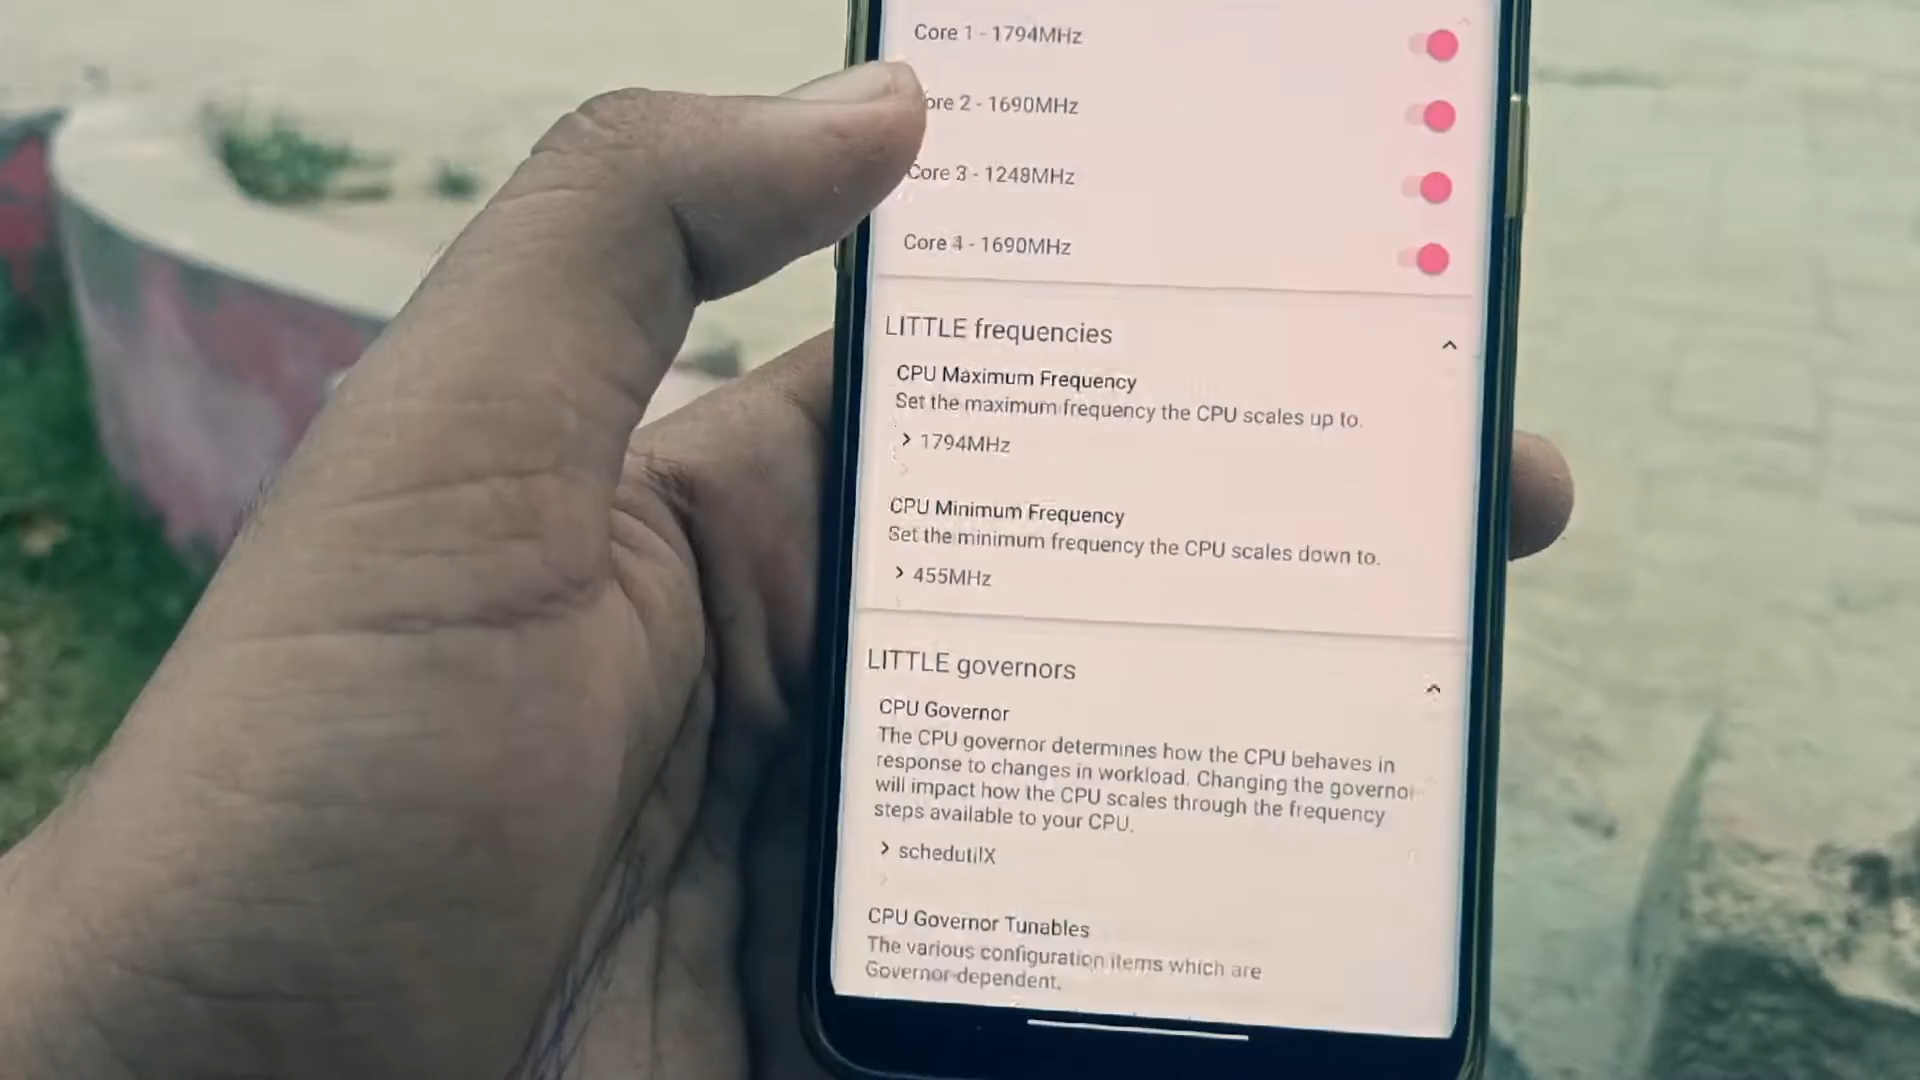 Core 1 - 1794MHz
ore 2 - 1690MHz
Core 3 - 1248MHz
Core 4 - 1690MHz
LITTLE frequencies
CPU Maximum Frequency
Set the maximum frequency the CPU scales up to.
> 1794MHz
CPU Minimum Frequency
Set the minimum frequency the CPU scales down to.
> 455MHz
LITTLE governors
CPU Governor
The CPU governor determines how the CPU behaves in
response to changes in workload. Changing the governor
will impact how the CPU scales through the frequency
steps available to your CPU.
> schedutilX
CPU Governor Tunables
The various configuration items which are
Governor-dependent.